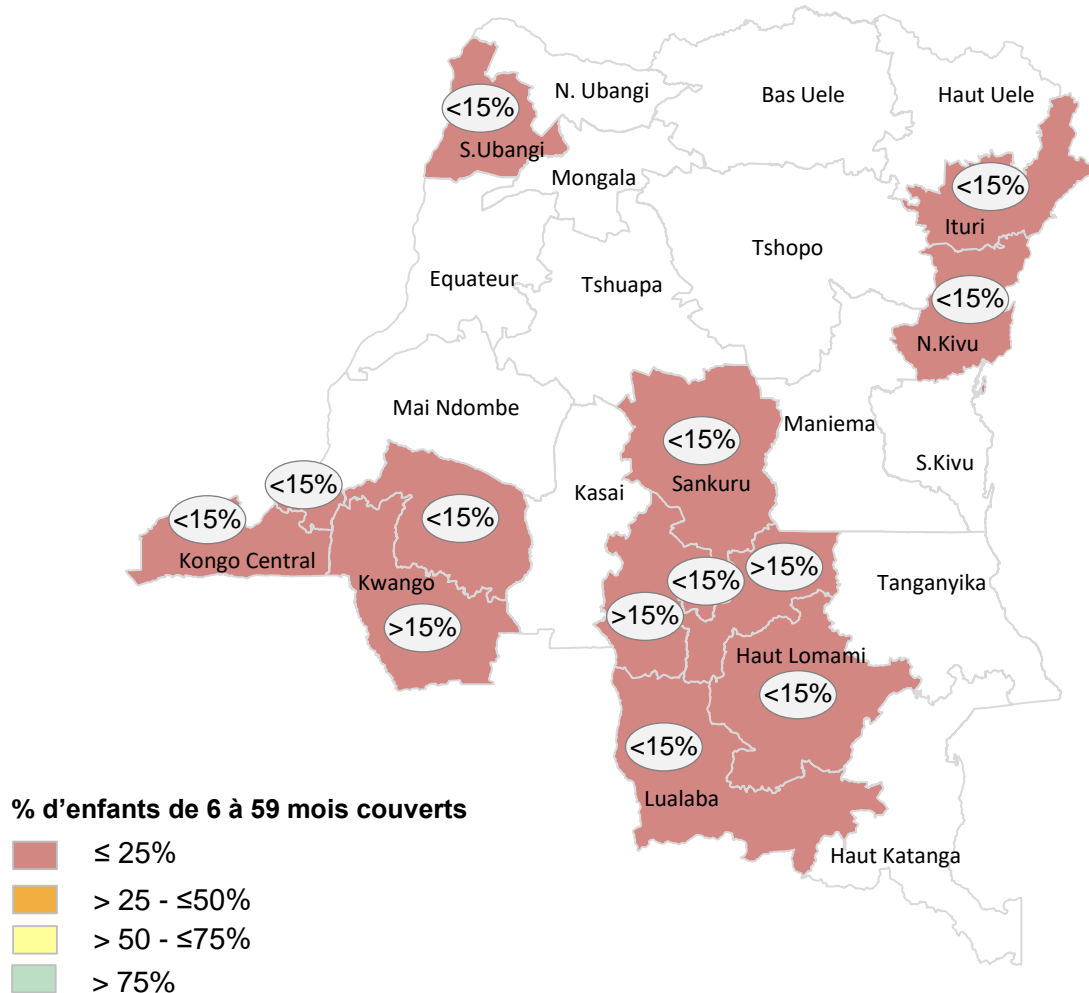 N. Ubangi
Bas Uele
Haut Uele
<15%
S.Ubangi
Mongala
<15%
Ituri
Tshopo
Equateur
Tshuapa
<15%
N.Kivu
Mai Ndombe
Maniema
<15%
Sankuru
S.Kivu
Kasai
<15%
<15%
<15%
Kongo Central
Kwango
>15%
<15%
>15%
Tanganyika
>15%
Haut Lomami
<15%
<15%
Lualaba
Haut Katanga
% d’enfants de 6 à 59 mois couverts
≤ 25%
> 25 - ≤50%
> 50 - ≤75%
> 75%